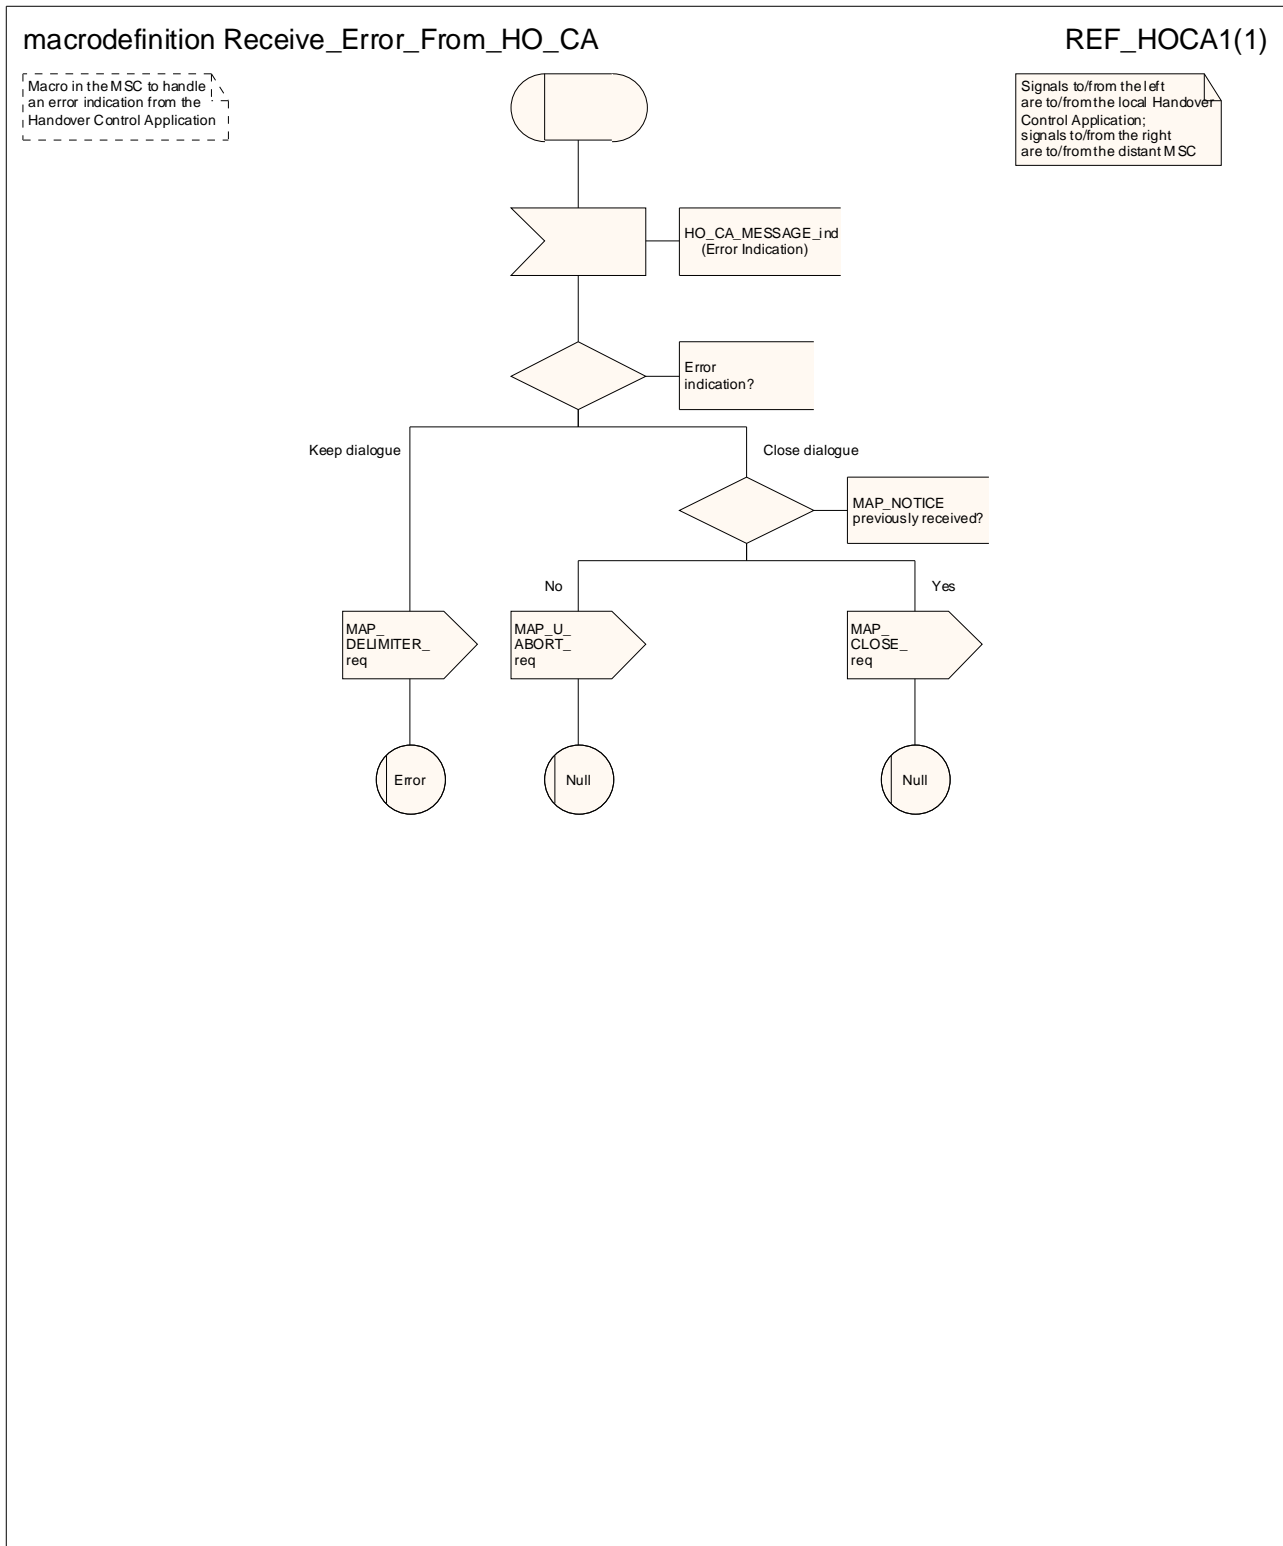 macrodefinition Receive_Error_From_HO_CA
REF_HOCA1(1)
Macro in the MSC to handle
an error indication from the
Handover Control Application
Signals to/from the left
are to/from the local Handover
Control Application;
signals to/from the right
are to/from the distant MSC
HO_CA_MESSAGE_ind
(Error Indication)
Error
indication?
Keep dialogue
Close dialogue
MAP_NOTICE
previously received?
No
Yes
MAP_
DELIMITER_
req
MAP_U_
ABORT_
req
MAP_
CLOSE_
req
Error
Null
Null